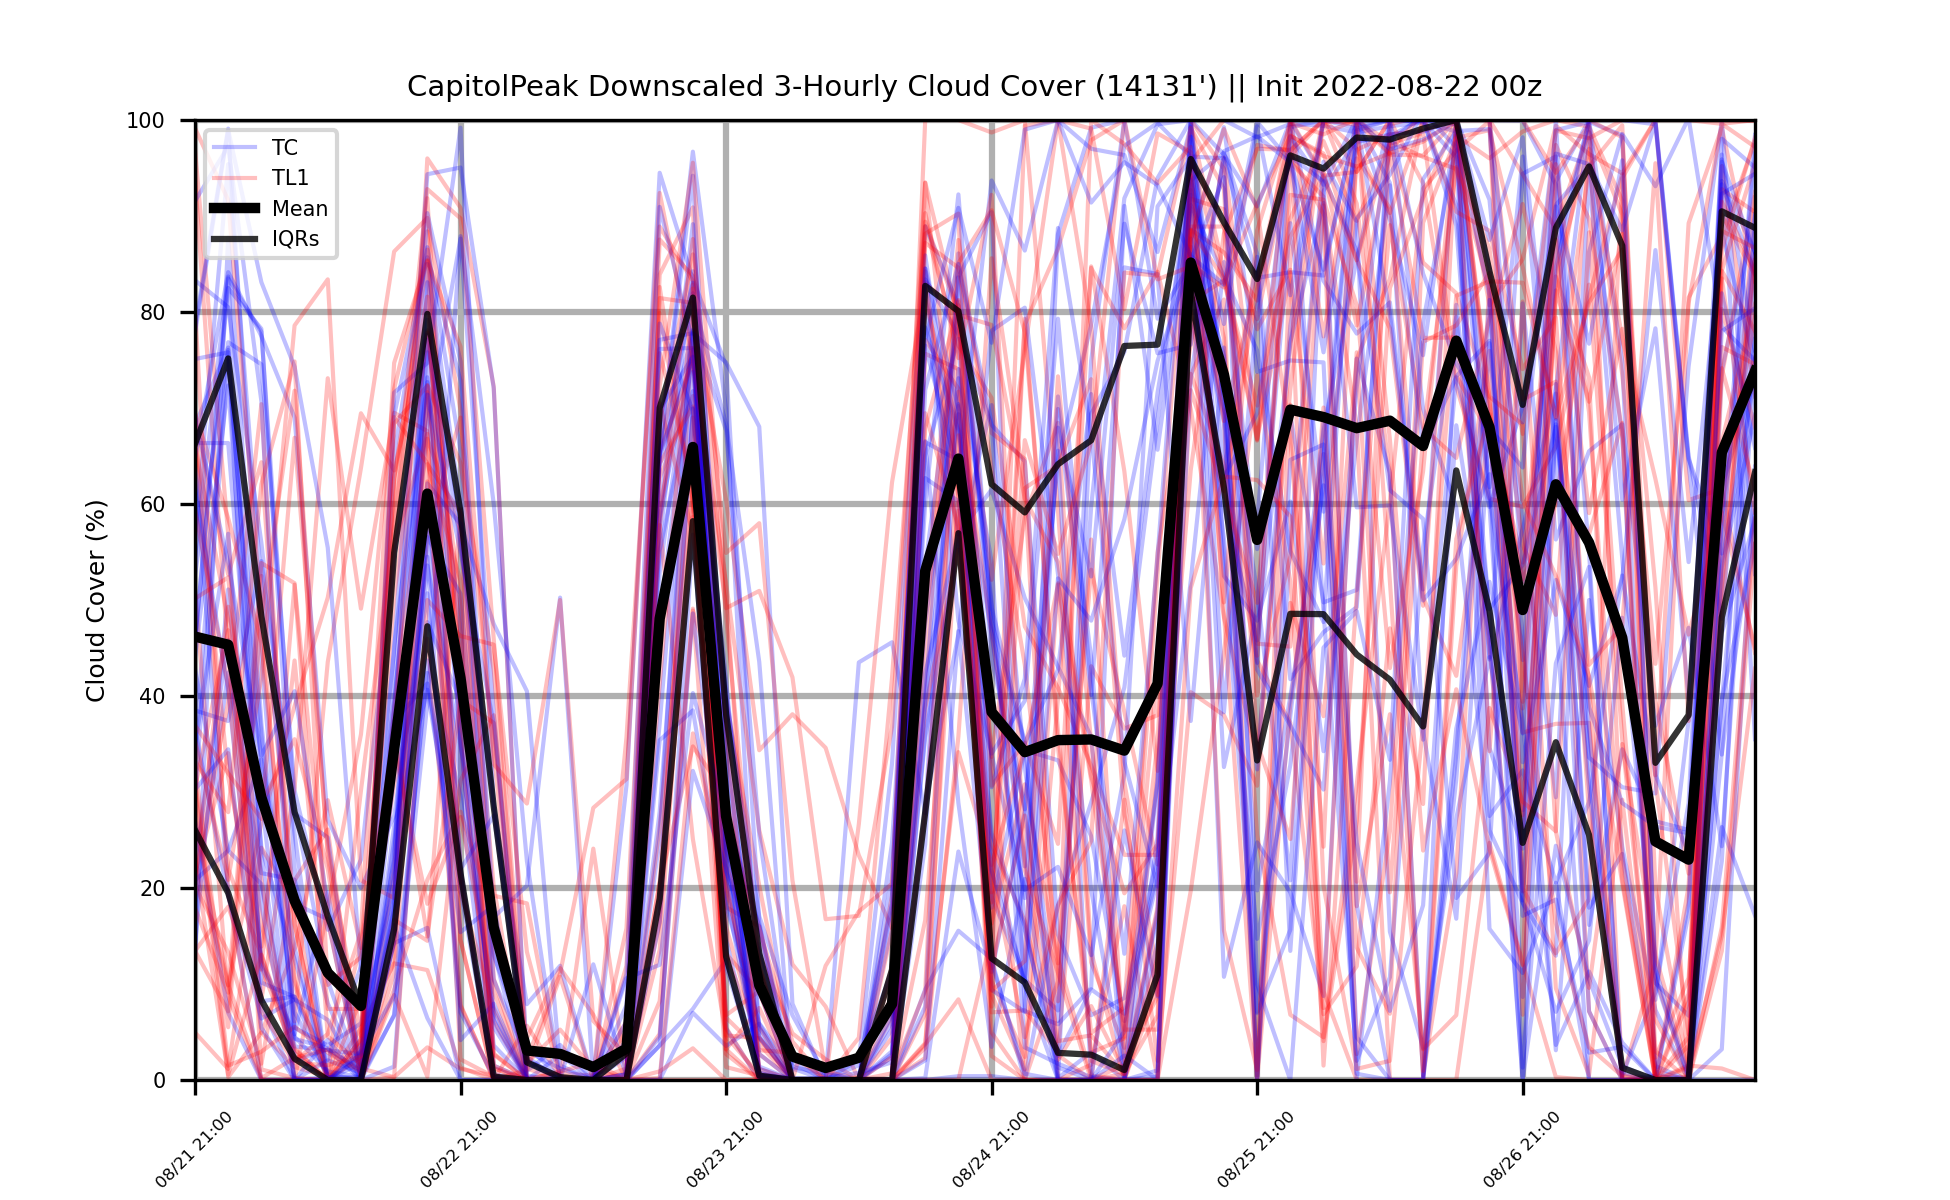 CapitolPeak Downscaled 3-Hourly Cloud Cover (14131') || Init 2022-08-22 00z
Cloud Cover (%)
100
80
60
40
20
0
TC
TL1
Mean
IQRs
08/21 21:00
08/22 21:00
08/23 21:00
08/24 21:00
08/25 21:00
08/26 21:00